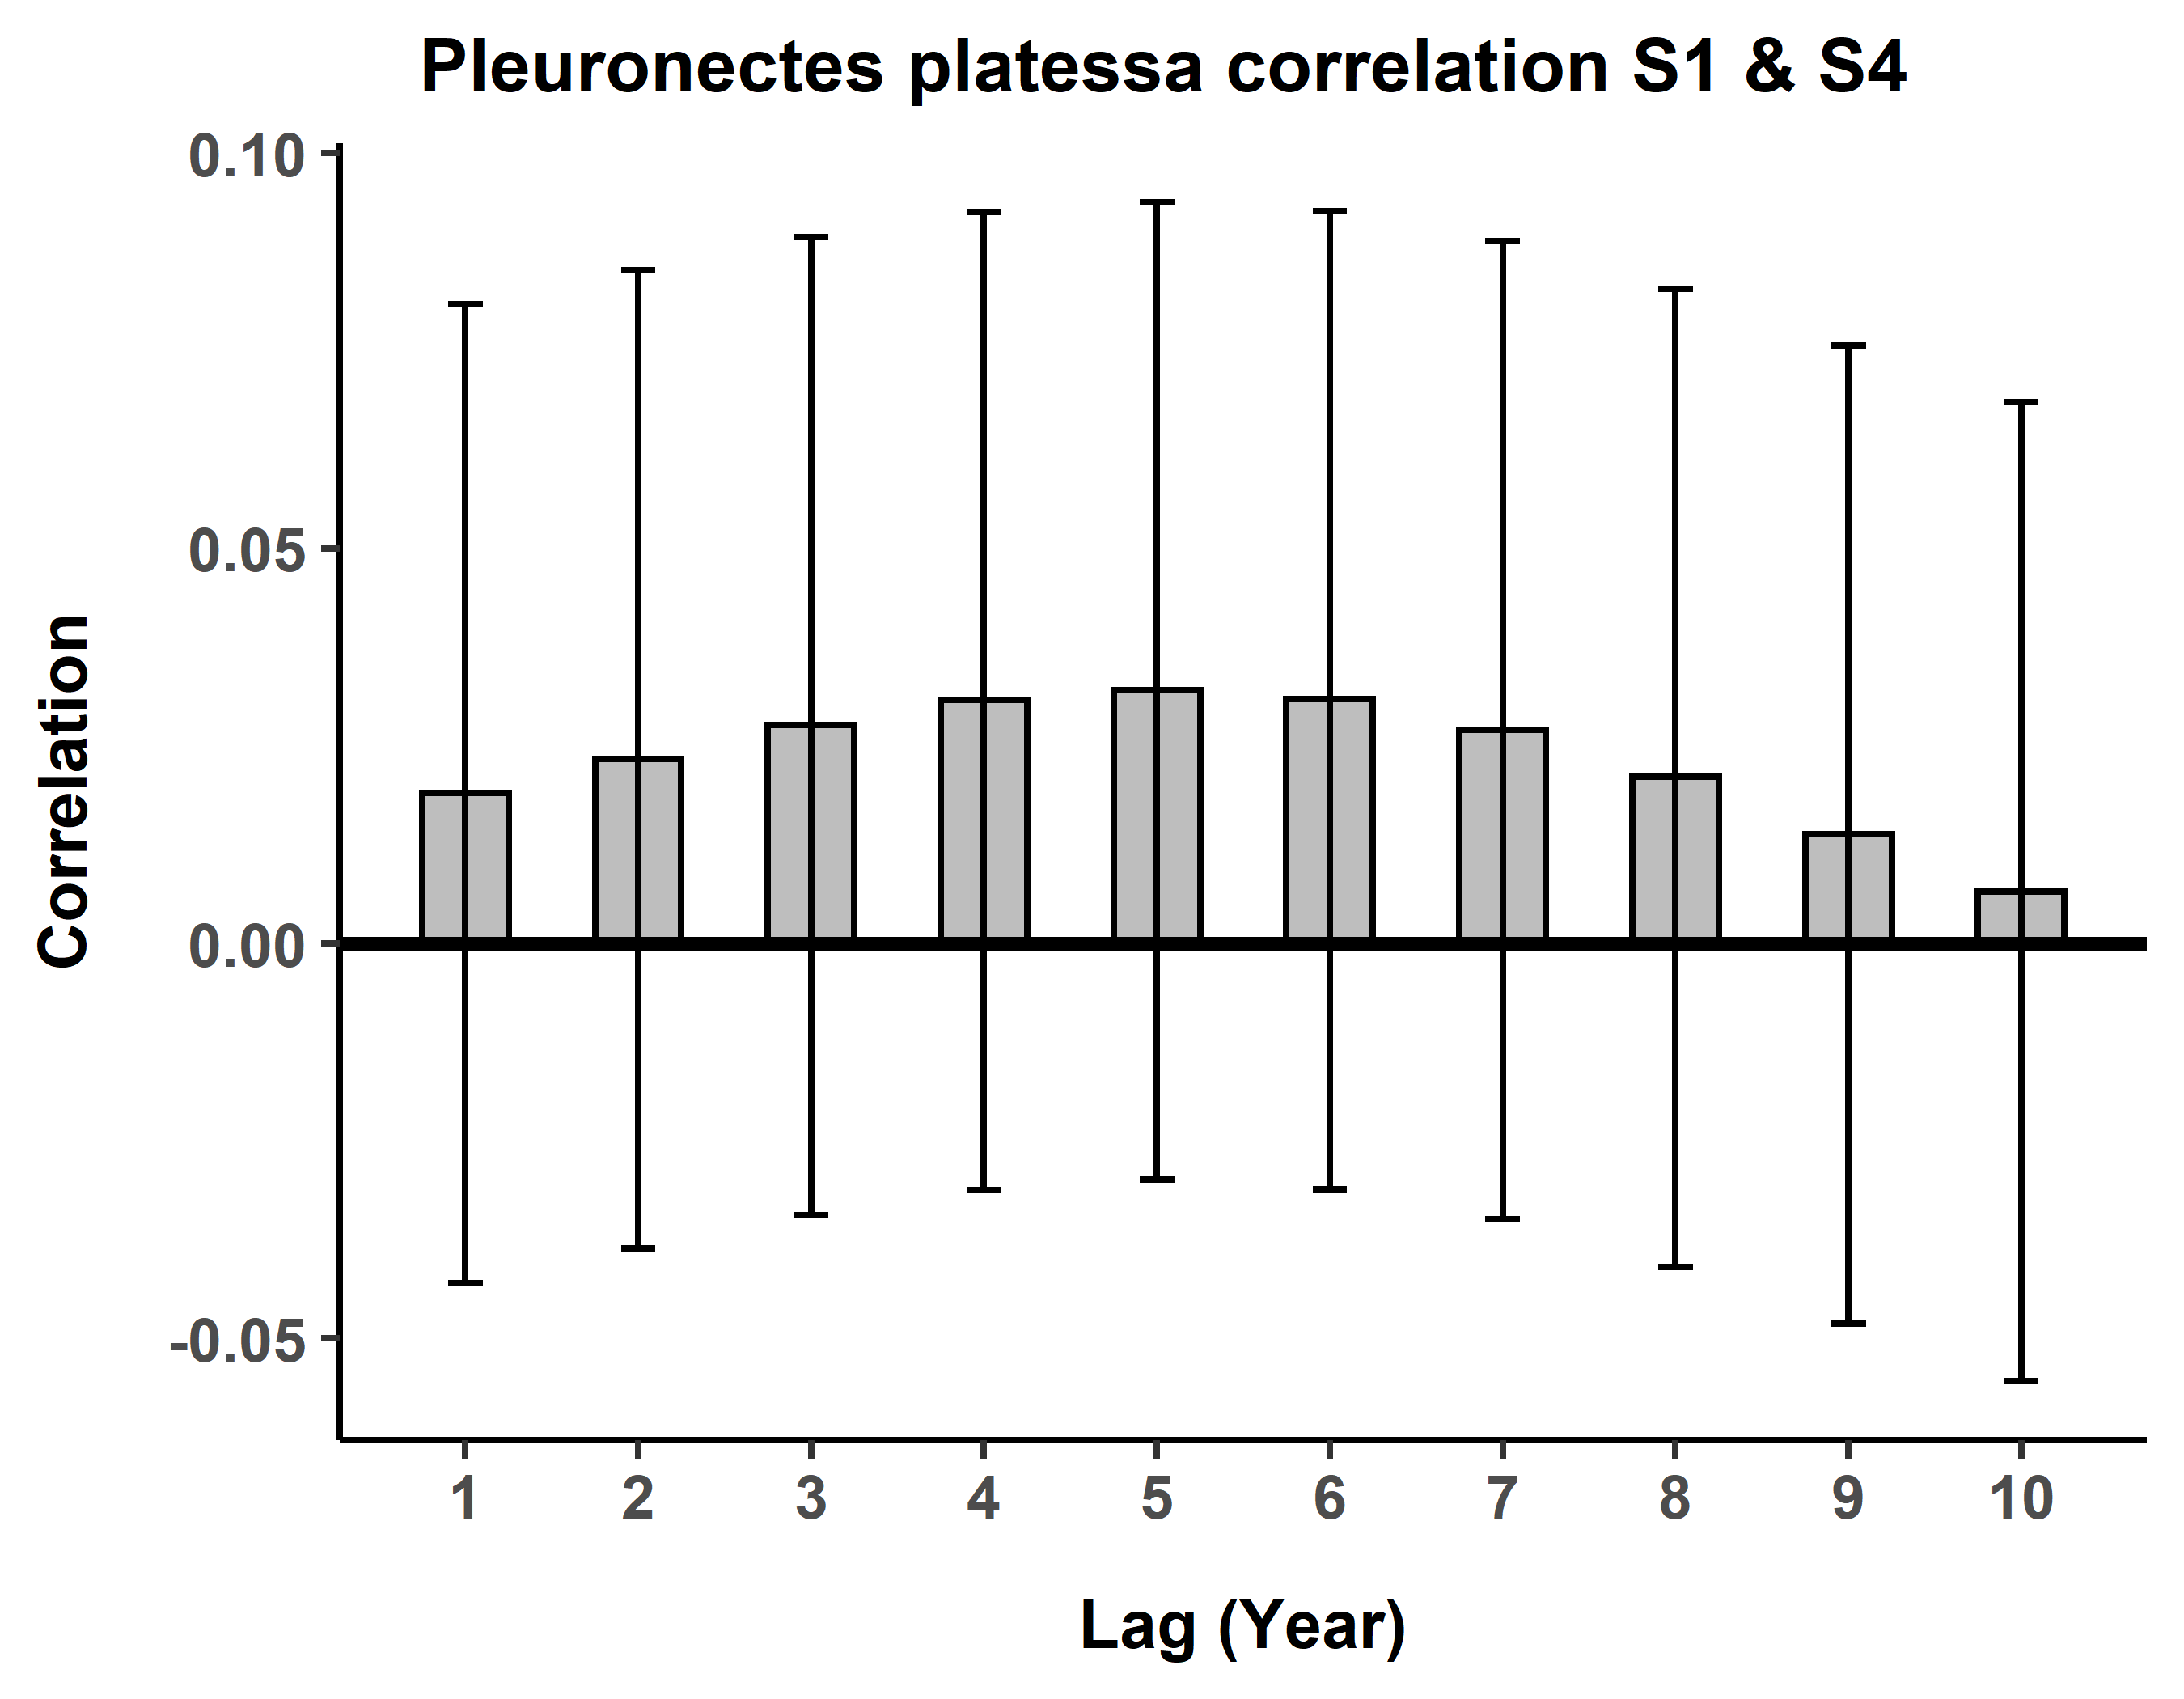 Pleuronectes platessa correlation S1 & S4
0.10
0.05
0.00
-0.05
Correlation
1 2 3 4 5 6 7 8 9 10
Lag (Year)